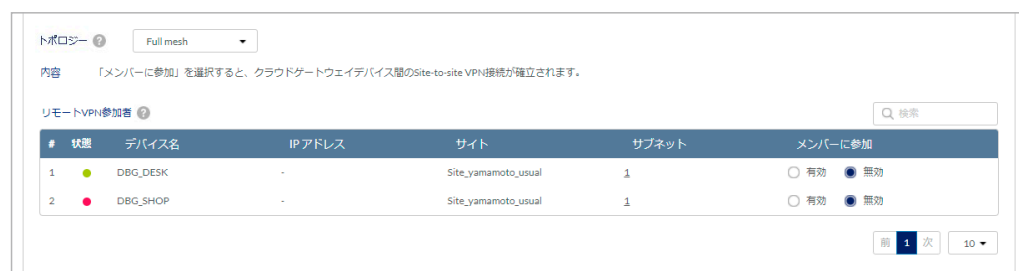 トポロジー ? Full mesh
内容 「メンバーに参加」を選択すると、クラウドゲートウェイデバイス間のSite-to-site VPN接続が確立されます。
リモートVPN参加者 ? 検索
# 状態 デバイス名 IPアドレス サイト サブネット メンバーに参加
1 DBG_DESK - Site_yamamoto_usual 1 有効 無効
2 DBG_SHOP - Site_yamamoto_usual 1 有効 無効
前 1 次 10